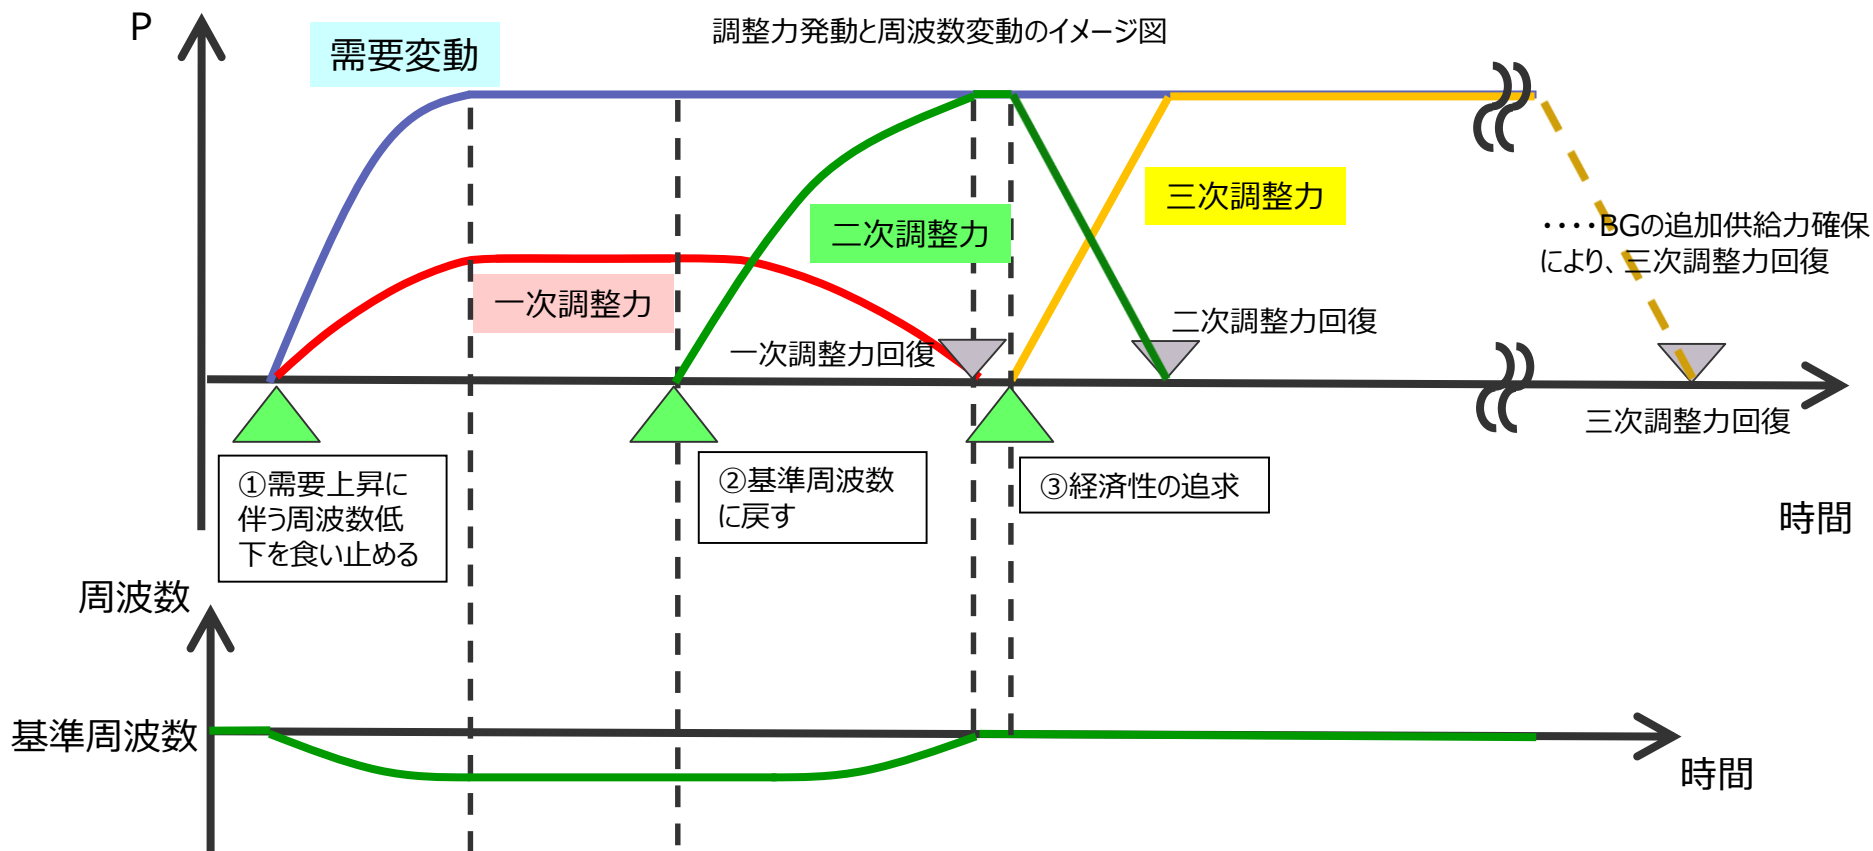 P
調整力発動と周波数変動のイメージ図
需要変動
三次調整力
二次調整力
････BGの追加供給力確保
により、三次調整力回復
一次調整力
二次調整力回復
一次調整力回復
三次調整力回復
①需要上昇に
伴う周波数低
下を食い止める
②基準周波数
に戻す
③経済性の追求
時間
周波数
基準周波数
時間